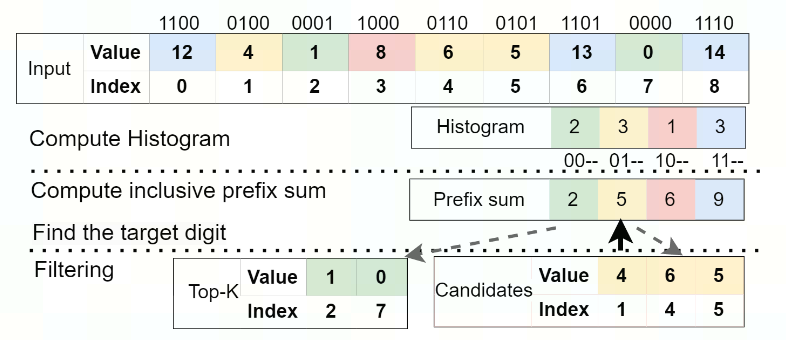 1100 0100 0001 1000 0110 0101 1101 0000 1110
Input
Value 12 4 1 8 6 5 13 0 14
Index 0 1 2 3 4 5 6 7 8
Compute Histogram
Histogram 2 3 1 3
00-- 01-- 10-- 11--
Compute inclusive prefix sum
Prefix sum 2 5 6 9
Find the target digit
Filtering
Top-K
Value 1 0
Index 2 7
Candidates
Value 4 6 5
Index 1 4 5